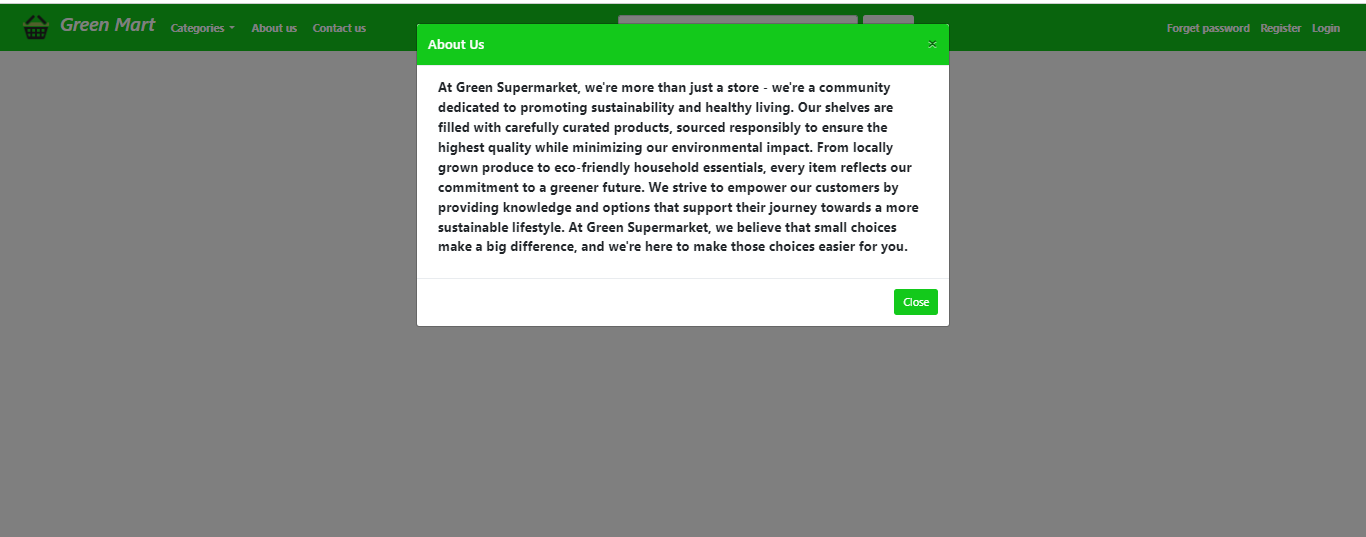 Green Mart
Categories
About us
Contact us
Forget password
Register
Login
About Us
×
At Green Supermarket, we're more than just a store - we're a community
dedicated to promoting sustainability and healthy living. Our shelves are
filled with carefully curated products, sourced responsibly to ensure the
highest quality while minimizing our environmental impact. From locally
grown produce to eco-friendly household essentials, every item reflects our
commitment to a greener future. We strive to empower our customers by
providing knowledge and options that support their journey towards a more
sustainable lifestyle. At Green Supermarket, we believe that small choices
make a big difference, and we're here to make those choices easier for you.
Close